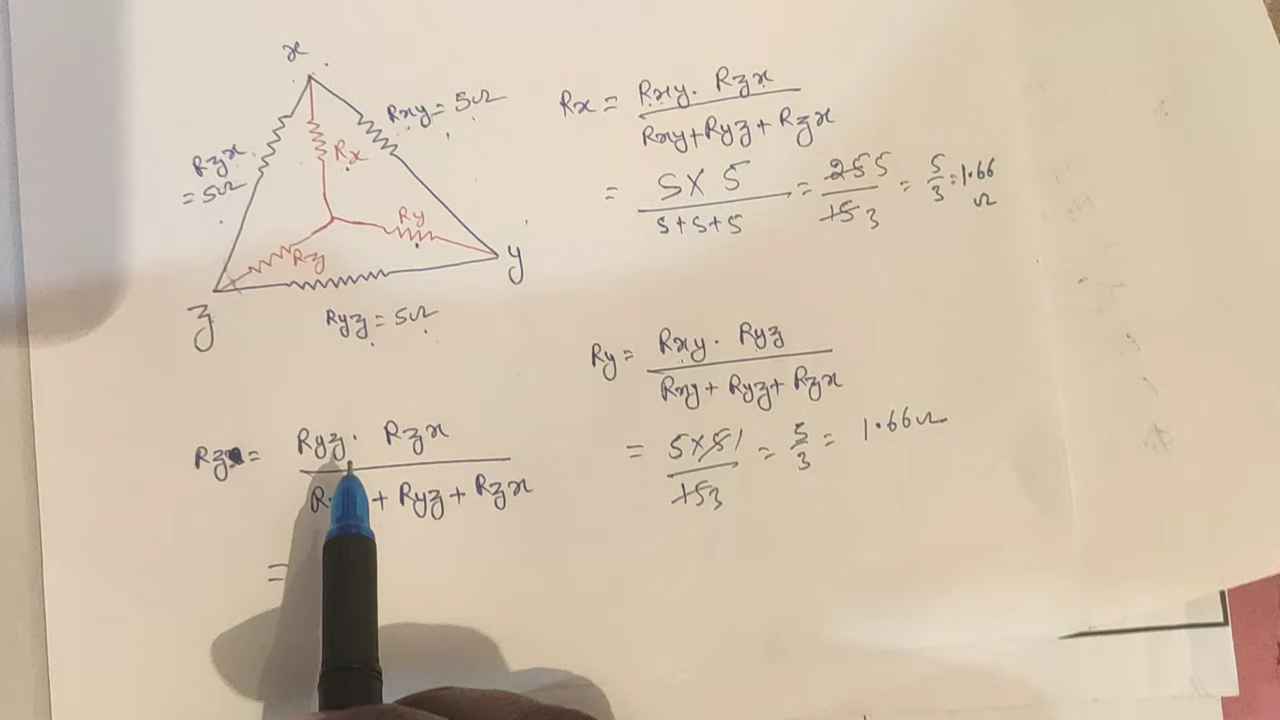 x
Rxy = 5Ω
Rzx
= 5Ω
Rx
Ry
Rz
y
z
Ryz = 5Ω
Rx = Rxy . Rzx
Rxy + Ryz + Rzx
= 5 x 5 = 25 5 = 5 = 1.66
5+5+5 15 3 3 Ω
Ry = Rxy . Ryz
Rxy + Ryz + Rzx
= 5 x 5 1 = 5 = 1.66Ω
15 3 3
Rz = Ryz . Rzx
+ Ryz + Rzx
=